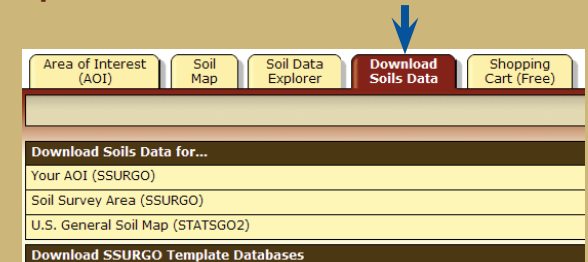 Area of Interest
(AOI)
Soil
Map
Soil Data
Explorer
Download
Soils Data
Shopping
Cart (Free)
Download Soils Data for...
Your AOI (SSURGO)
Soil Survey Area (SSURGO)
U.S. General Soil Map (STATSGO2)
Download SSURGO Template Databases